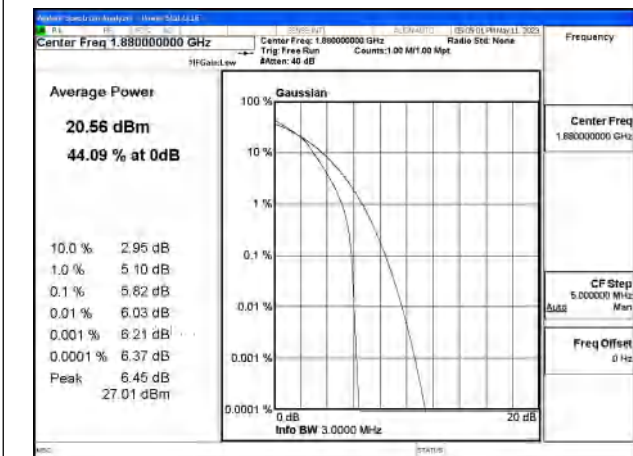 Center Freq 1.880000000 GHz
Center Freq: 1.880000000 GHz
Radio Std: None
Trig: Free Run
Counts:1.00 M/1.00 Mpt
#IFGain:Low
#Atten: 40 dB
Frequency
Average Power
20.56 dBm
44.09 % at 0dB
10.0 % 2.95 dB
1.0 % 5.10 dB
0.1 % 5.82 dB
0.01 % 6.03 dB
0.001 % 6.21 dB
0.0001 % 6.37 dB
Peak 6.45 dB
27.01 dBm
Gaussian
100 %
10 %
1 %
0.1 %
0.01 %
0.001 %
0.0001 %
0 dB
20 dB
Info BW 3.0000 MHz
Center Freq
1.880000000 GHz
CF Step
5.000000 MHz
Auto Man
Freq Offset
0 Hz
MSG
STATUS